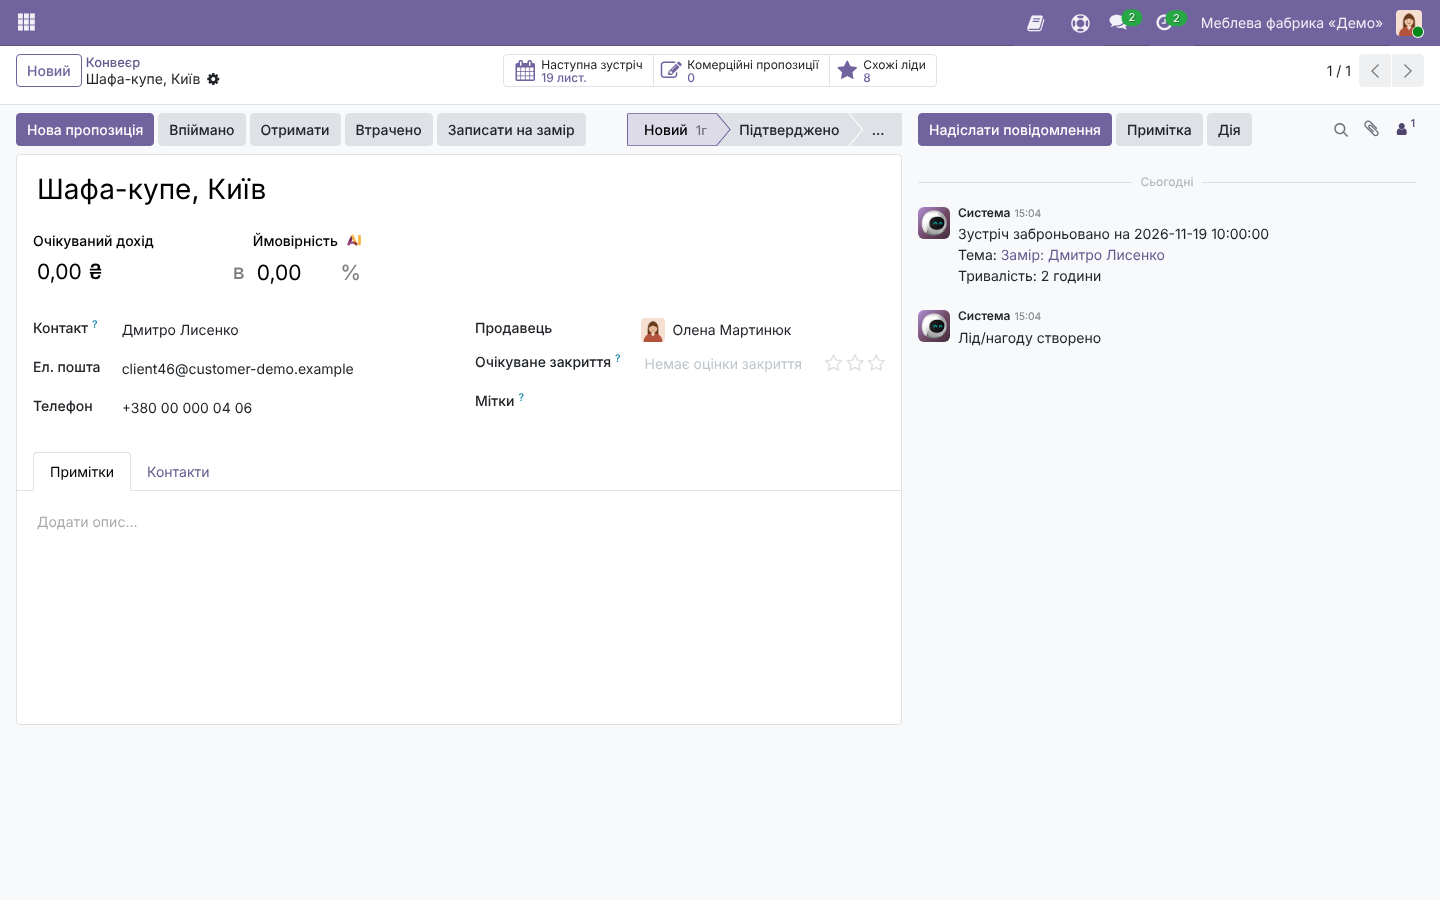 2
2
Меблева фабрика «Демо»
Новий
Конвеєр
Шафа-купе, Київ
Наступна зустріч
19 лист.
Комерційні пропозиції
0
Схожі ліди
8
1 / 1
Нова пропозиція
Впіймано
Отримати
Втрачено
Записати на замір
Новий 1г
Підтверджено
...
Надіслати повідомлення
Примітка
Дія
1
Шафа-купе, Київ
Очікуваний дохід
Ймовірність AI
0,00 ₴
в 0,00 %
Контакт ?
Дмитро Лисенко
Ел. пошта
client46@customer-demo.example
Телефон
+380 00 000 04 06
Продавець
Олена Мартинюк
Очікуване закриття ?
Немає оцінки закриття
Мітки ?
Примітки
Контакти
Додати опис...
Сьогодні
Система 15:04
Зустріч заброньовано на 2026-11-19 10:00:00
Тема: Замір: Дмитро Лисенко
Тривалість: 2 години
Система 15:04
Лід/нагоду створено